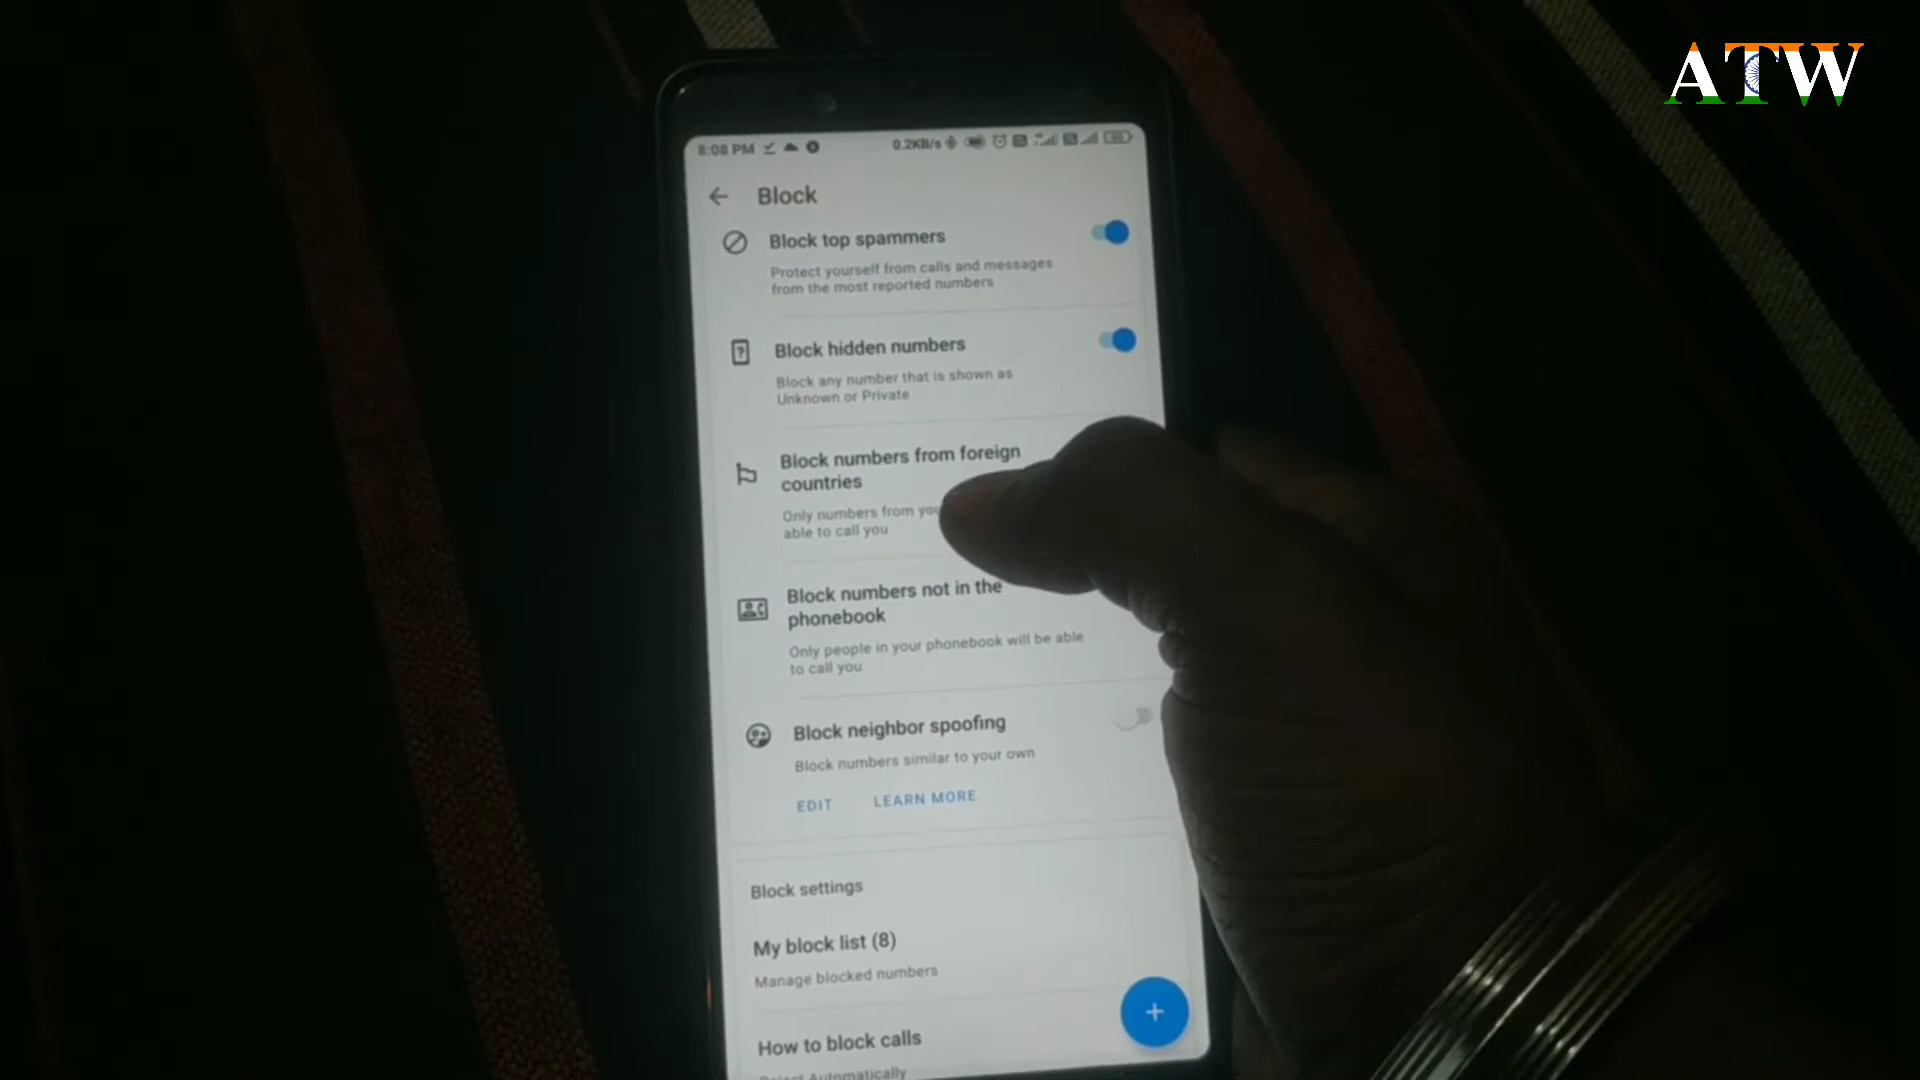 ATW
8:08 PM 0.2KB/s
Block
Block top spammers
Protect yourself from calls and messages
from the most reported numbers
Block hidden numbers
Block any number that is shown as
Unknown or Private
Block numbers from foreign
countries
Only numbers from
able to call you
Block numbers not in the
phonebook
Only people in your phonebook will be able
to call you
Block neighbor spoofing
Block numbers similar to your own
EDIT LEARN MORE
Block settings
My block list (8)
Manage blocked numbers
How to block calls
Automatically